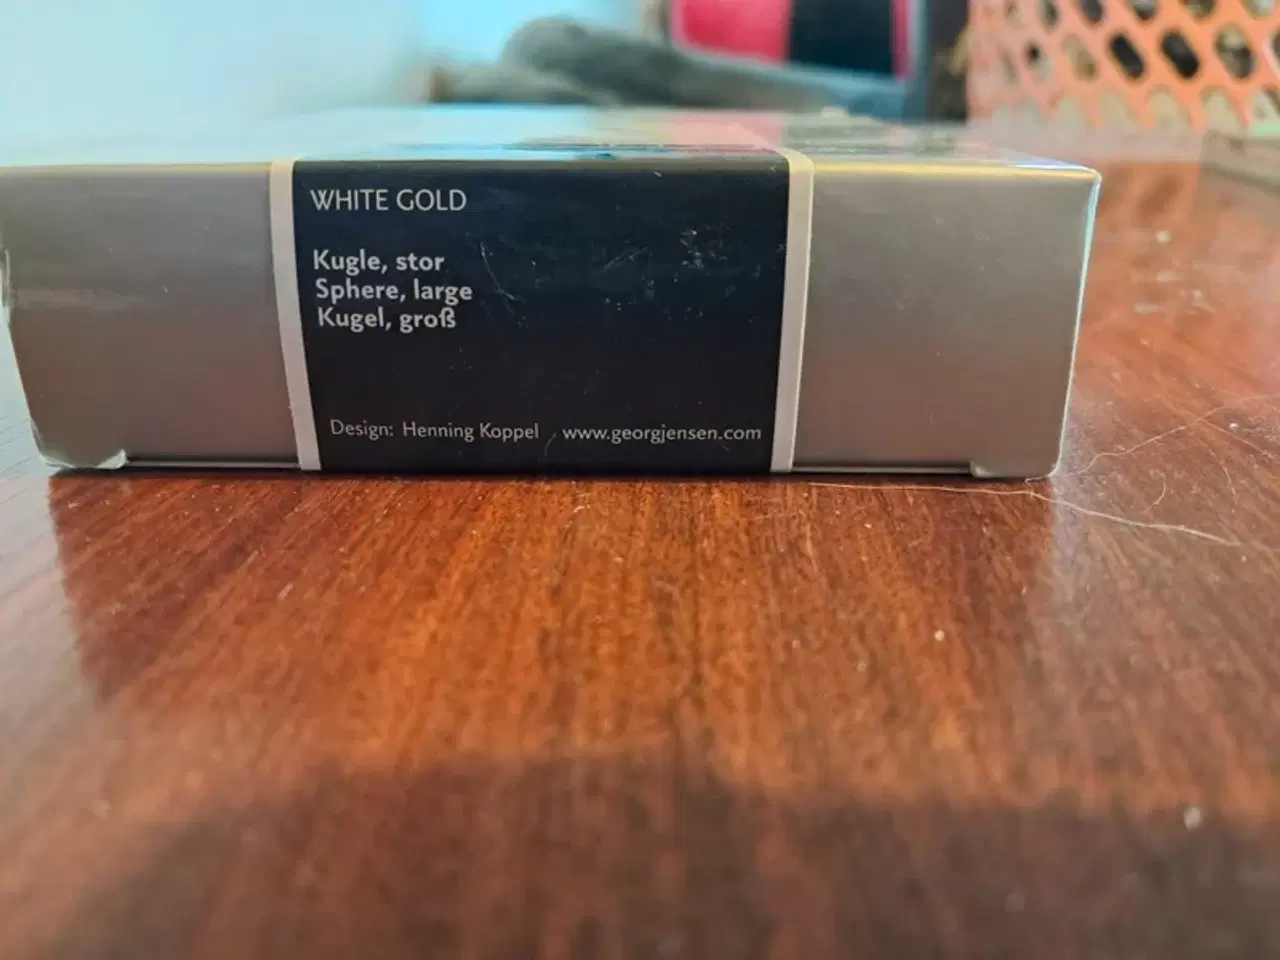 WHITE GOLD
Kugle, stor
Sphere, large
Kugel, groß
Design: Henning Koppel www.georgjensen.com